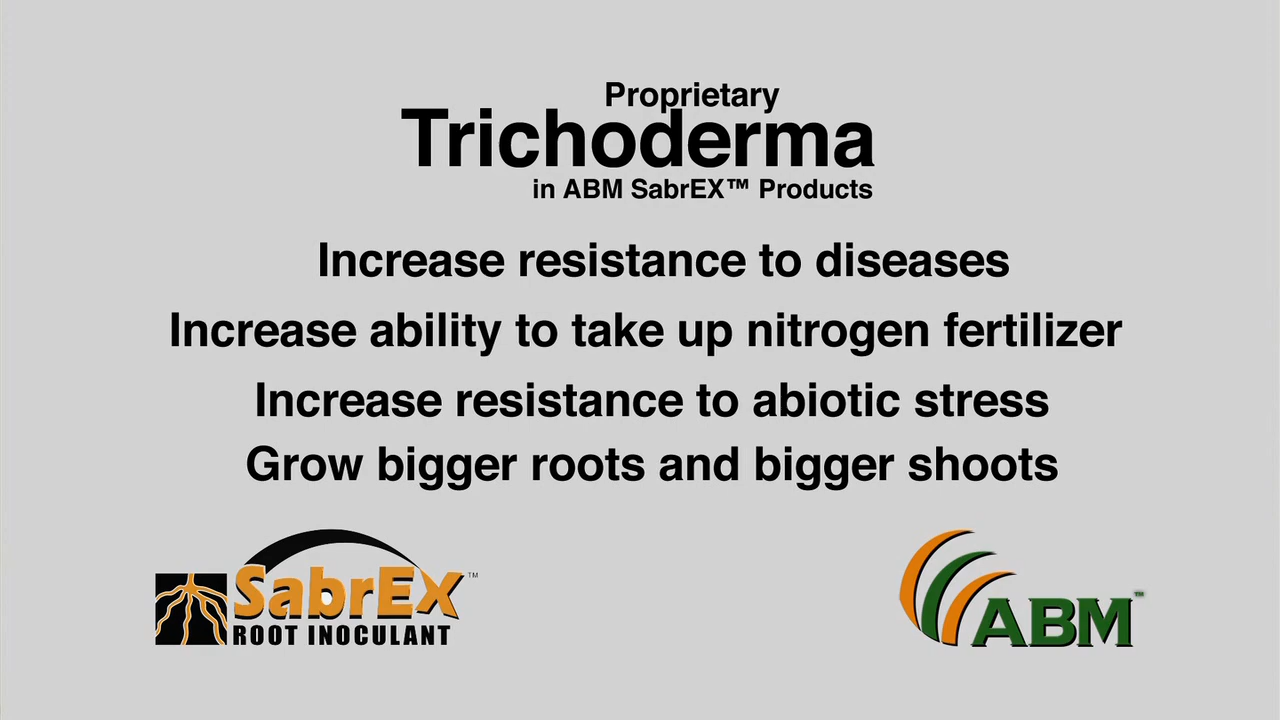 Proprietary
Trichoderma
in ABM SabrEX™ Products
Increase resistance to diseases
Increase ability to take up nitrogen fertilizer
Increase resistance to abiotic stress
Grow bigger roots and bigger shoots
SabrEx™
ROOT INOCULANT
ABM™